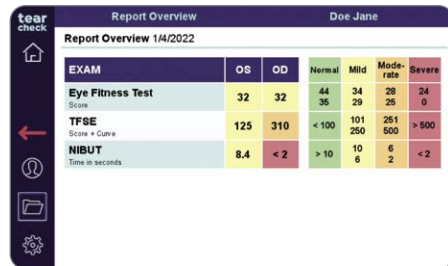 tear
check
Report Overview
Doe Jane
Report Overview 1/4/2022
EXAM OS OD Normal Mild Mode-
rate Severe
Eye Fitness Test
Score
32 32 44
35 34
29 28
25 24
0
TFSE
Score + Curve
125 310 < 100 101
250 251
500 > 500
NIBUT
Time in seconds
8.4 < 2 > 10 10
6 6
2 < 2